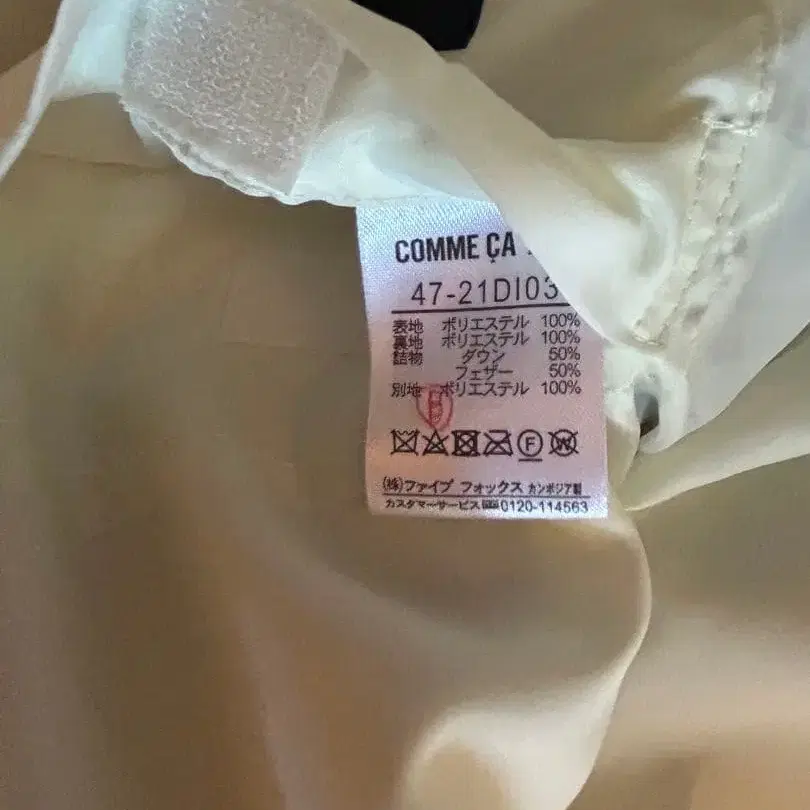 COMME ÇA
47-21DI03
表地 ポリエステル 100%
裏地 ポリエステル 100%
詰物 ダウン 50%
フェザー 50%
別地 ポリエステル 100%
F W
(株)ファイブ フォックス カンボジア製
カスタマーサービス 0120-114563